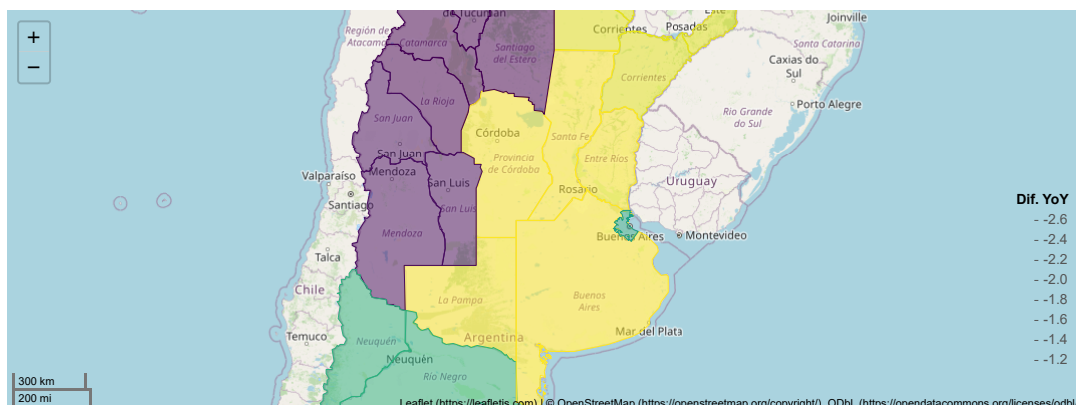 +
−
Región de
Atacama
Catamarca
de Tucumán
Santiago
del Estero
Corrientes
Posadas
Este
Joinville
Santa Catarina
Caxias do
Sul
Porto Alegre
Rio Grande
do Sul
Corrientes
La Rioja
San Juan
San Juan
Córdoba
Provincia
de Córdoba
Santa Fe
Entre Ríos
Rosario
Uruguay
Valparaíso
Santiago
Mendoza
San Luis
San Luis
Mendoza
Talca
Chile
Temuco
Buenos Aires
Montevideo
La Pampa
Buenos
Aires
Mar del Plata
Argentina
Neuquén
Neuquén
Río Negro
Dif. YoY
- -2.6
- -2.4
- -2.2
- -2.0
- -1.8
- -1.6
- -1.4
- -1.2
300 km
200 mi
Leaflet (https://leafletjs.com) | © OpenStreetMap (https://openstreetmap.org/copyright/), ODbL (https://opendatacommons.org/licenses/odbl/